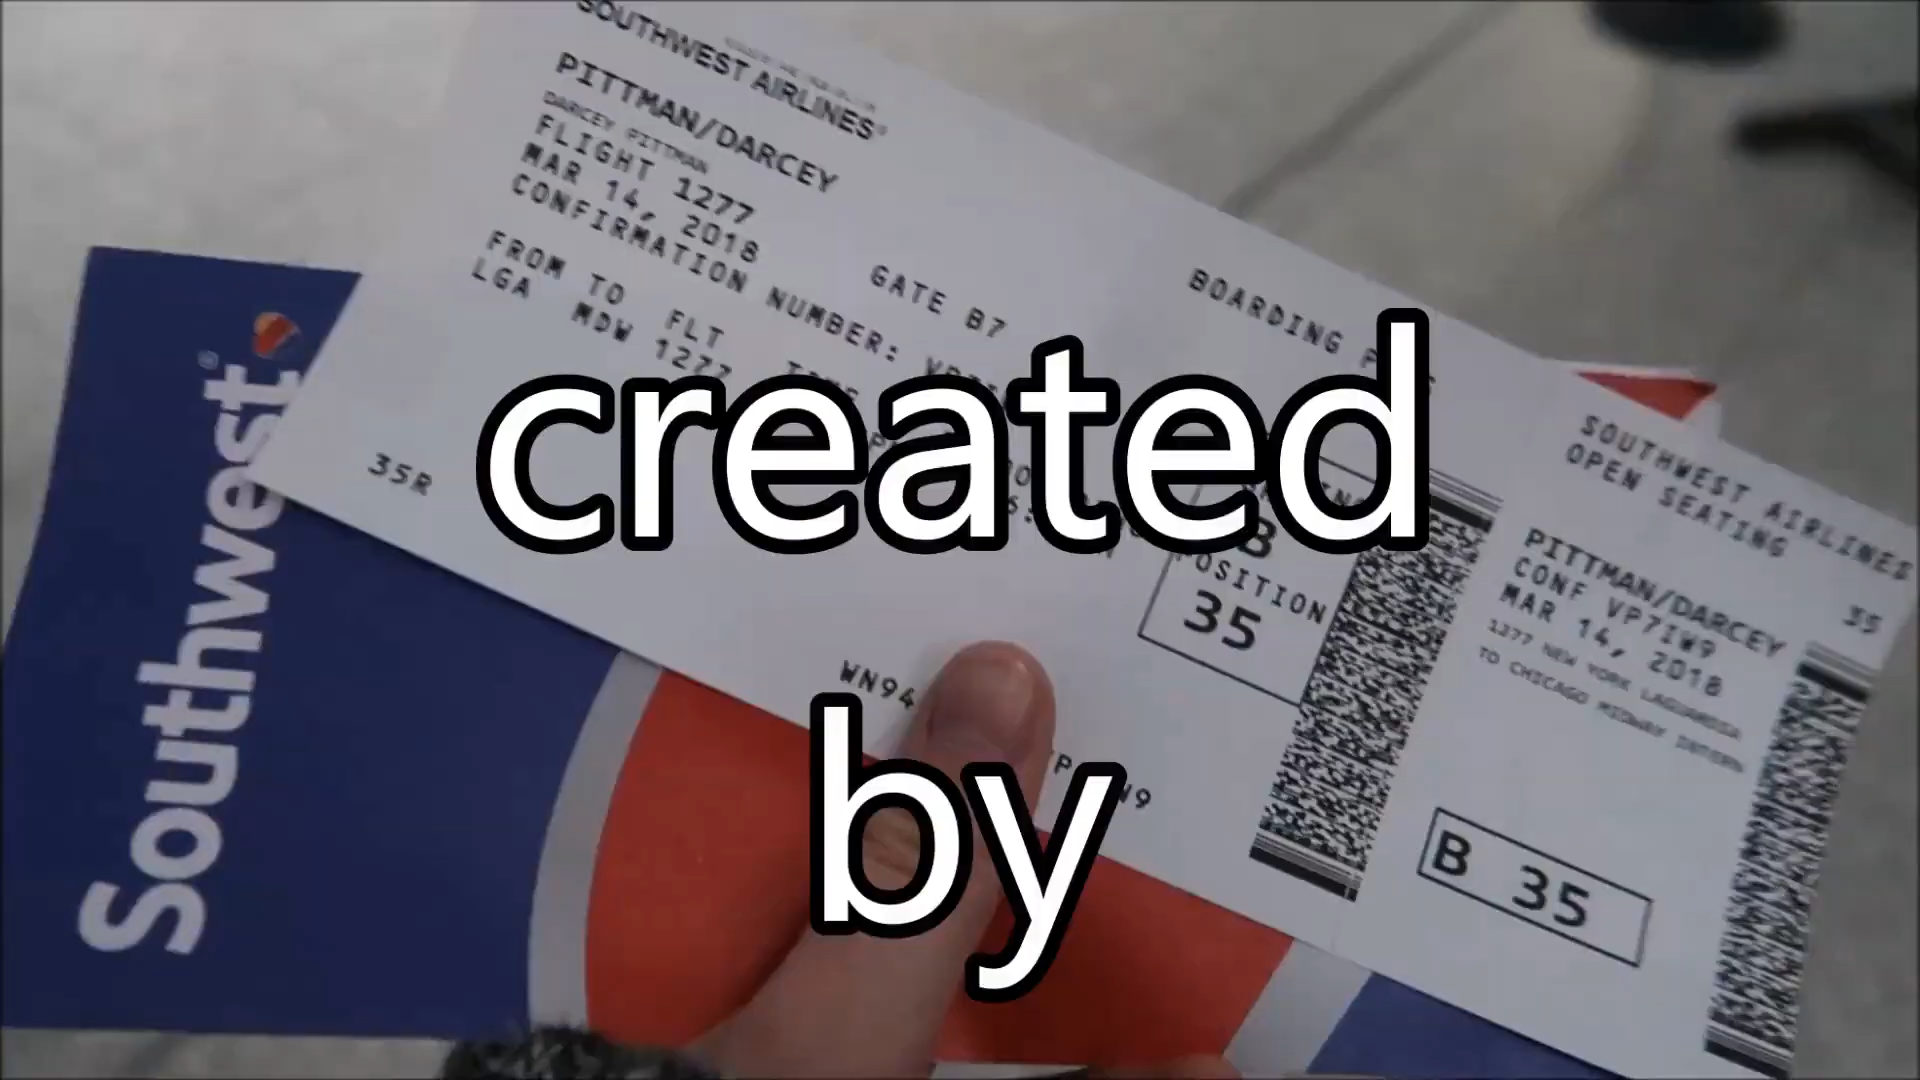 SOUTHWEST AIRLINES®
PITTMAN/DARCEY
DARCEY PITTMAN
FLIGHT 1277
MAR 14, 2018
CONFIRMATION NUMBER:
GATE B7
BOARDING
FROM TO FLT
LGA MDW 1277
35R
POSITION
35
WN94
SOUTHWEST AIRLINES
OPEN SEATING
35
PITTMAN/DARCEY
CONF VP7IW9
MAR 14, 2018
1277 NEW YORK LAGUARDIA
TO CHICAGO MIDWAY INTERN
B 35
Southwest®
created
by